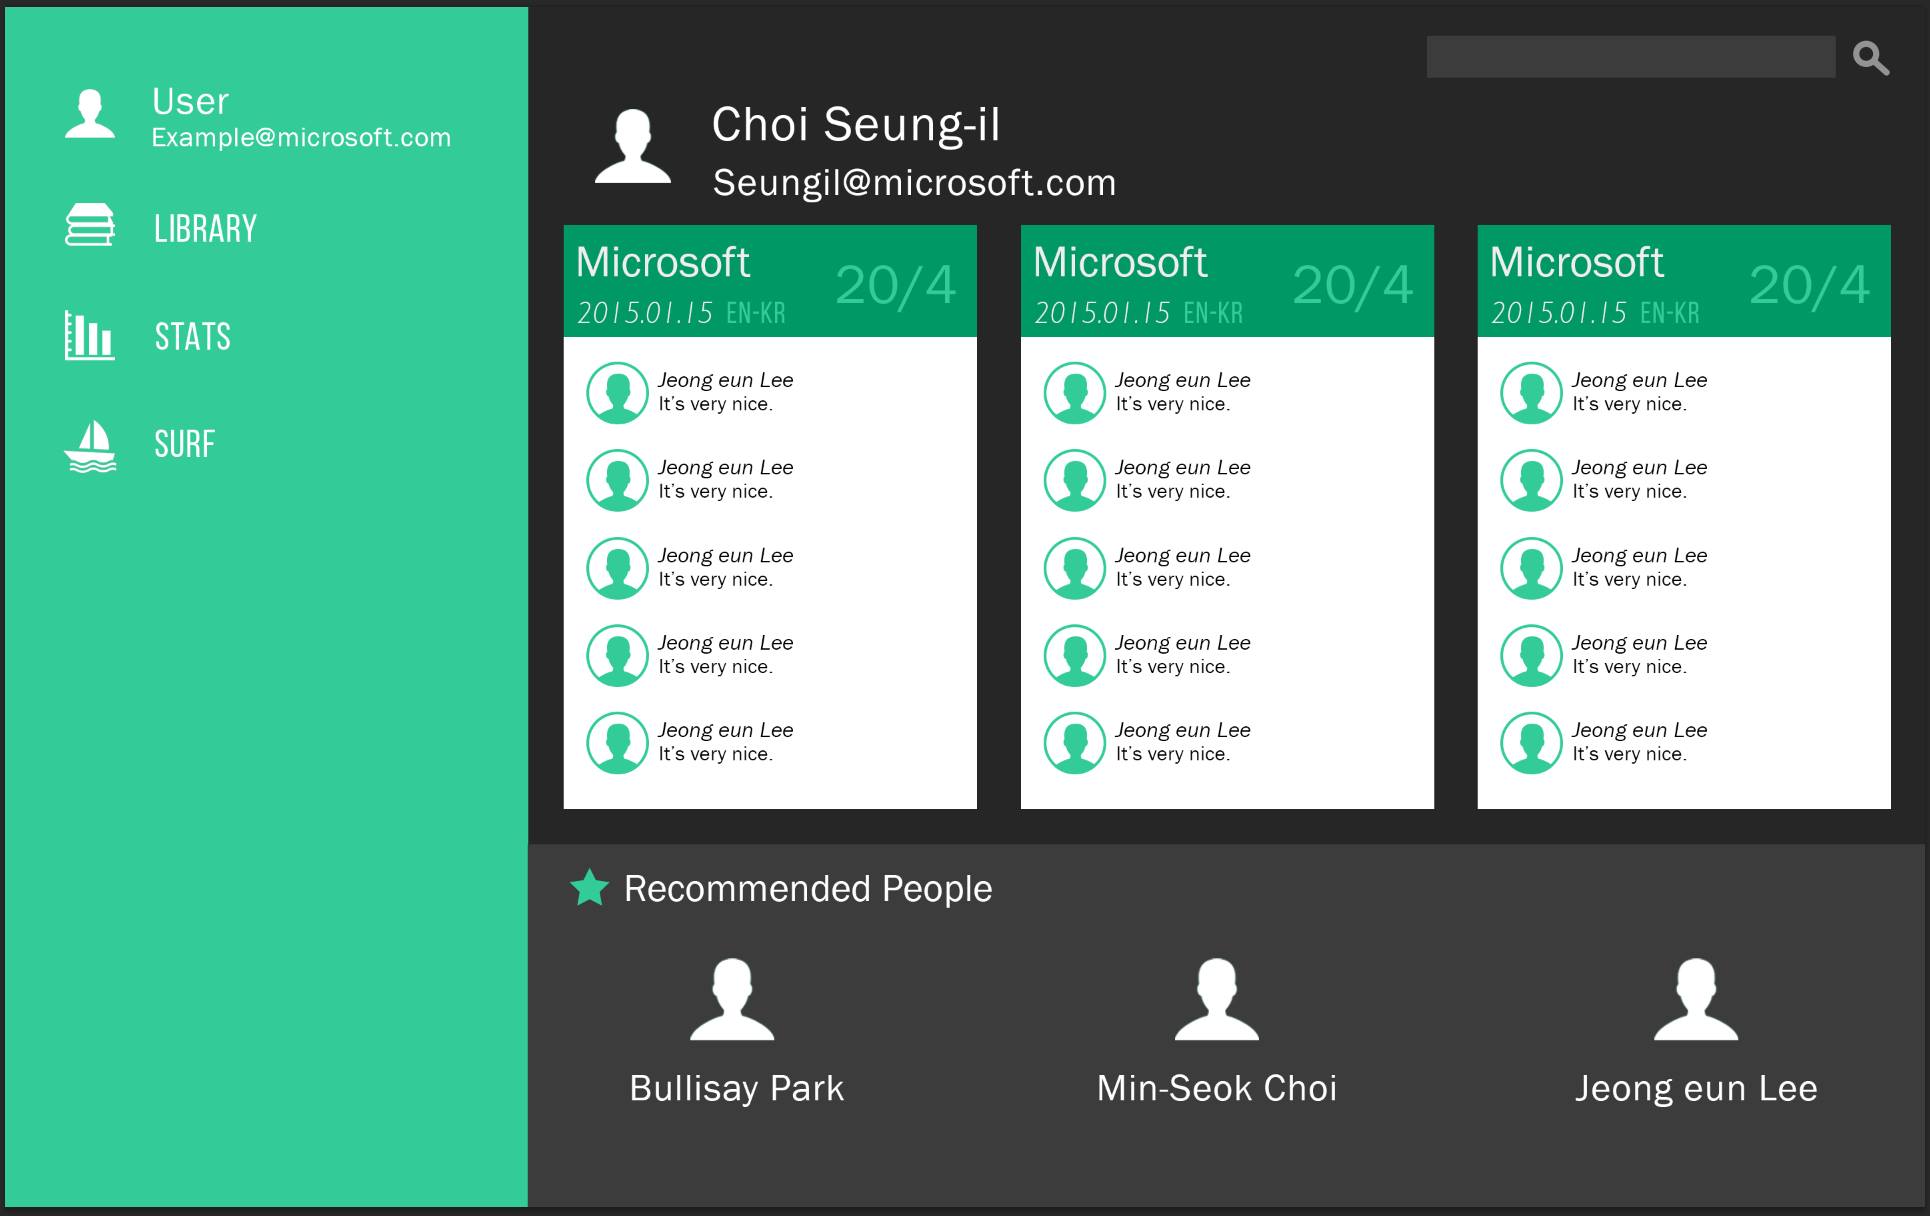 User
Example@microsoft.com
LIBRARY
STATS
SURF
Choi Seung-il
Seungil@microsoft.com
Microsoft
2015.01.15 EN-KR
20/4
Jeong eun Lee
It's very nice.
Jeong eun Lee
It's very nice.
Jeong eun Lee
It's very nice.
Jeong eun Lee
It's very nice.
Jeong eun Lee
It's very nice.
Microsoft
2015.01.15 EN-KR
20/4
Jeong eun Lee
It's very nice.
Jeong eun Lee
It's very nice.
Jeong eun Lee
It's very nice.
Jeong eun Lee
It's very nice.
Jeong eun Lee
It's very nice.
Microsoft
2015.01.15 EN-KR
20/4
Jeong eun Lee
It's very nice.
Jeong eun Lee
It's very nice.
Jeong eun Lee
It's very nice.
Jeong eun Lee
It's very nice.
Jeong eun Lee
It's very nice.
Recommended People
Bullisay Park
Min-Seok Choi
Jeong eun Lee